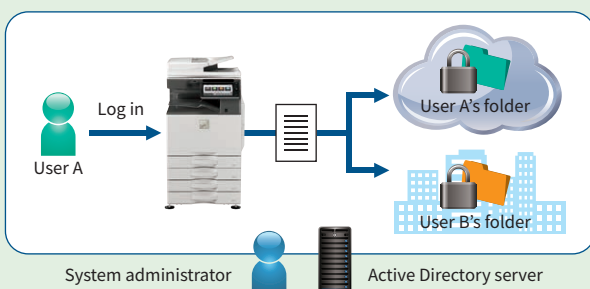 Log in
User A
User A's folder
User B's folder
System administrator
Active Directory server